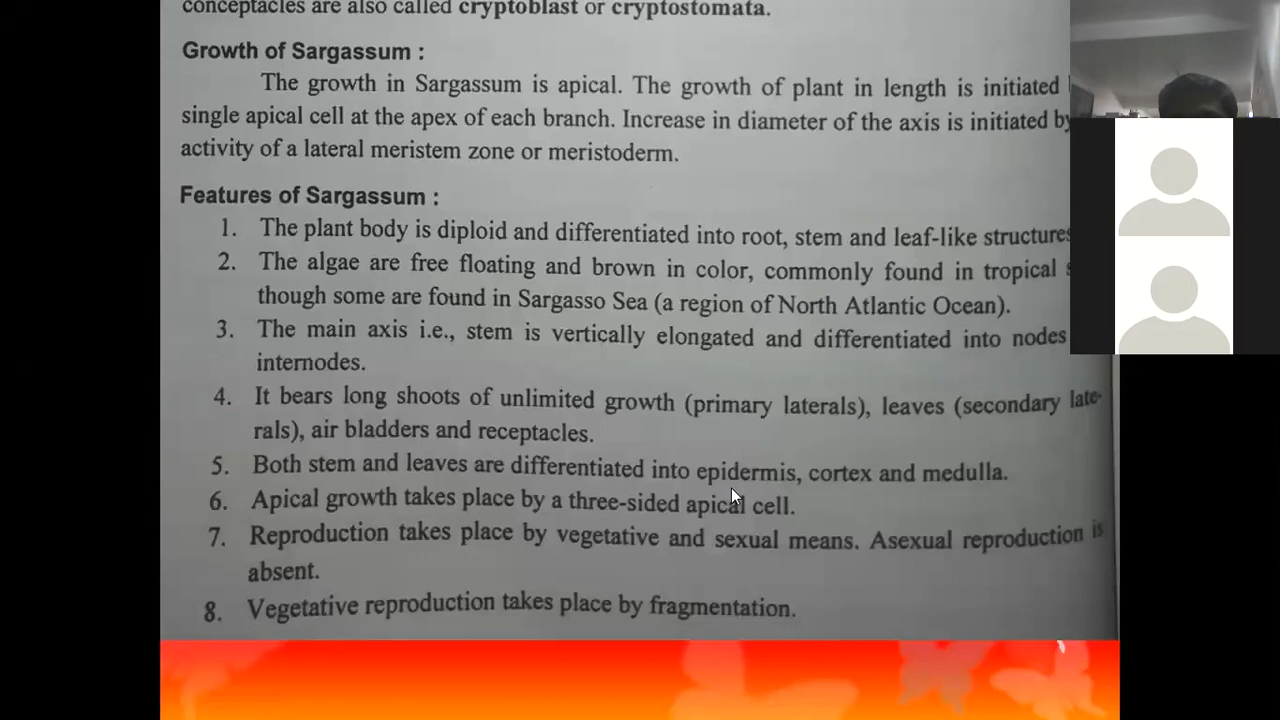 conceptacles are also called cryptoblast or cryptostomata.
Growth of Sargassum :
The growth in Sargassum is apical. The growth of plant in length is initiated
single apical cell at the apex of each branch. Increase in diameter of the axis is initiated by
activity of a lateral meristem zone or meristoderm.
Features of Sargassum :
1. The plant body is diploid and differentiated into root, stem and leaf-like structures
2. The algae are free floating and brown in color, commonly found in tropical
though some are found in Sargasso Sea (a region of North Atlantic Ocean).
3. The main axis i.e., stem is vertically elongated and differentiated into nodes
internodes.
4. It bears long shoots of unlimited growth (primary laterals), leaves (secondary late-
rals), air bladders and receptacles.
5. Both stem and leaves are differentiated into epidermis, cortex and medulla.
6. Apical growth takes place by a three-sided apical cell.
7. Reproduction takes place by vegetative and sexual means. Asexual reproduction is
absent.
8. Vegetative reproduction takes place by fragmentation.